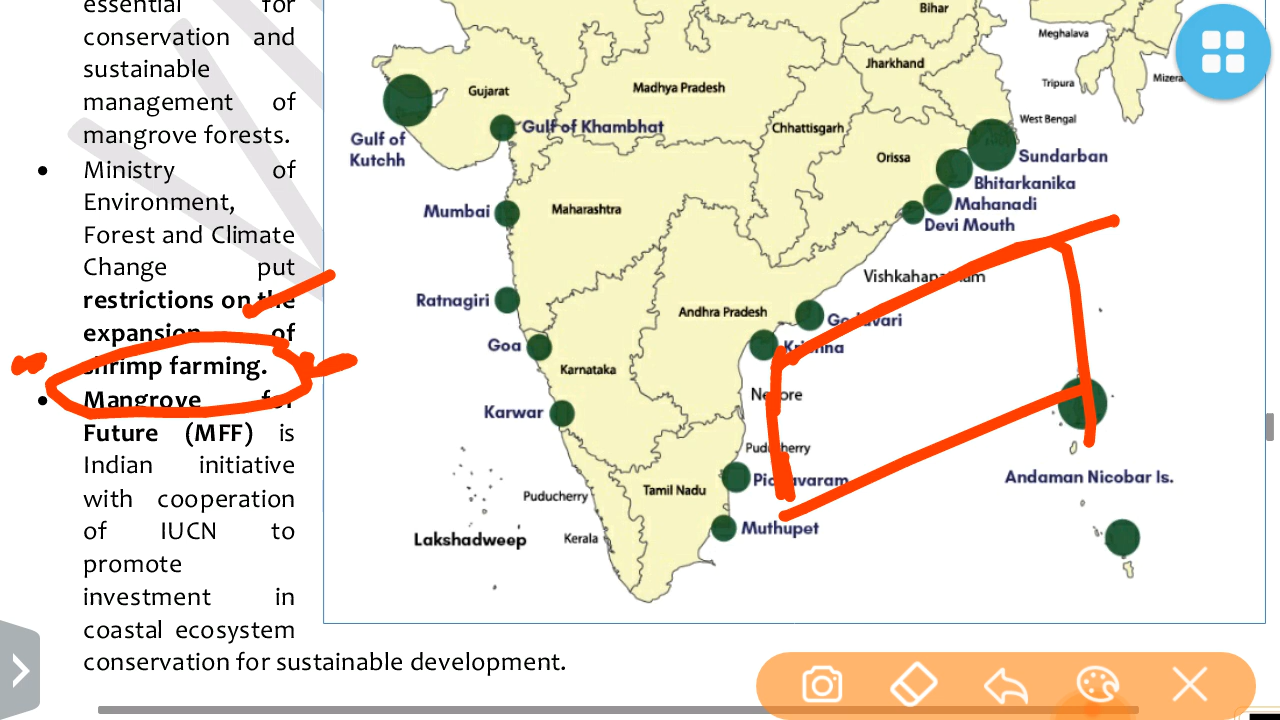 essential for
conservation and
sustainable
management of
mangrove forests.
• Ministry of
Environment,
Forest and Climate
Change put
restrictions on the
expansion of
shrimp farming.
• Mangrove for
Future (MFF) is
Indian initiative
with cooperation
of IUCN to
promote
investment in
coastal ecosystem
conservation for sustainable development.
Bihar
Meghalava
Jharkhand
Tripura
Mizera
Gujarat
Madhya Pradesh
Chhattisgarh
West Bengal
Gulf of Khambhat
Gulf of
Kutchh
Orissa
Sundarban
Bhitarkanika
Mahanadi
Devi Mouth
Mumbai
Maharashtra
Vishkahapatnam
Ratnagiri
Andhra Pradesh
Godavari
Goa
Krishna
Karnataka
Nellore
Karwar
Puducherry
Pichavaram
Andaman Nicobar Is.
Tamil Nadu
Puducherry
Muthupet
Lakshadweep
Kerala